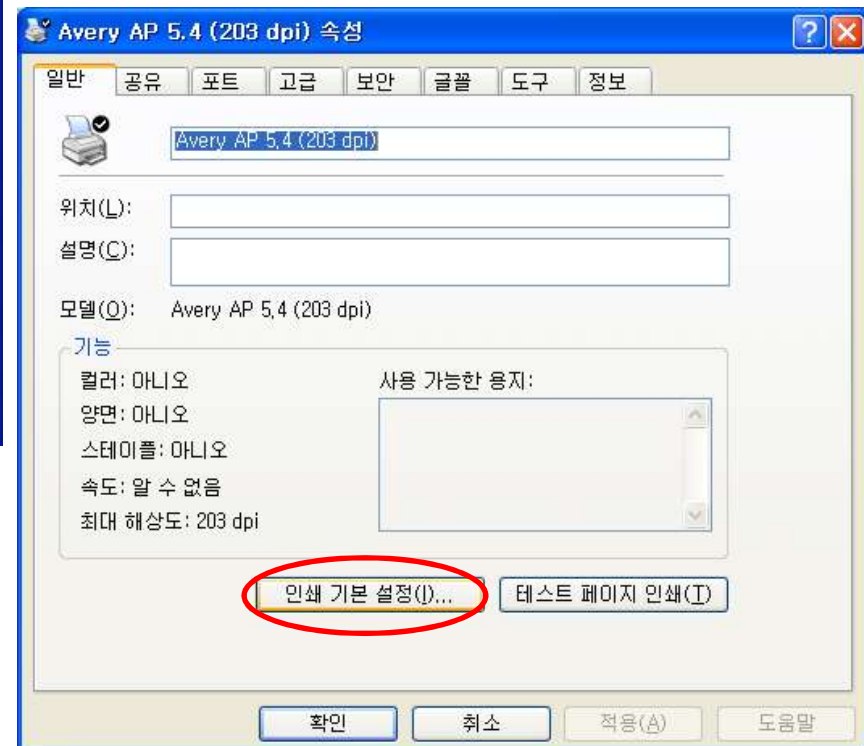 Avery AP 5.4 (203 dpi) 속성
일반 공유 포트 고급 보안 글꼴 도구 정보
Avery AP 5.4 (203 dpi)
위치(L):
설명(C):
모델(O): Avery AP 5.4 (203 dpi)
기능
컬러: 아니오 사용 가능한 용지:
양면: 아니오
스테이플: 아니오
속도: 알 수 없음
최대 해상도: 203 dpi
인쇄 기본 설정(I)... 테스트 페이지 인쇄(T)
확인 취소 적용(A) 도움말